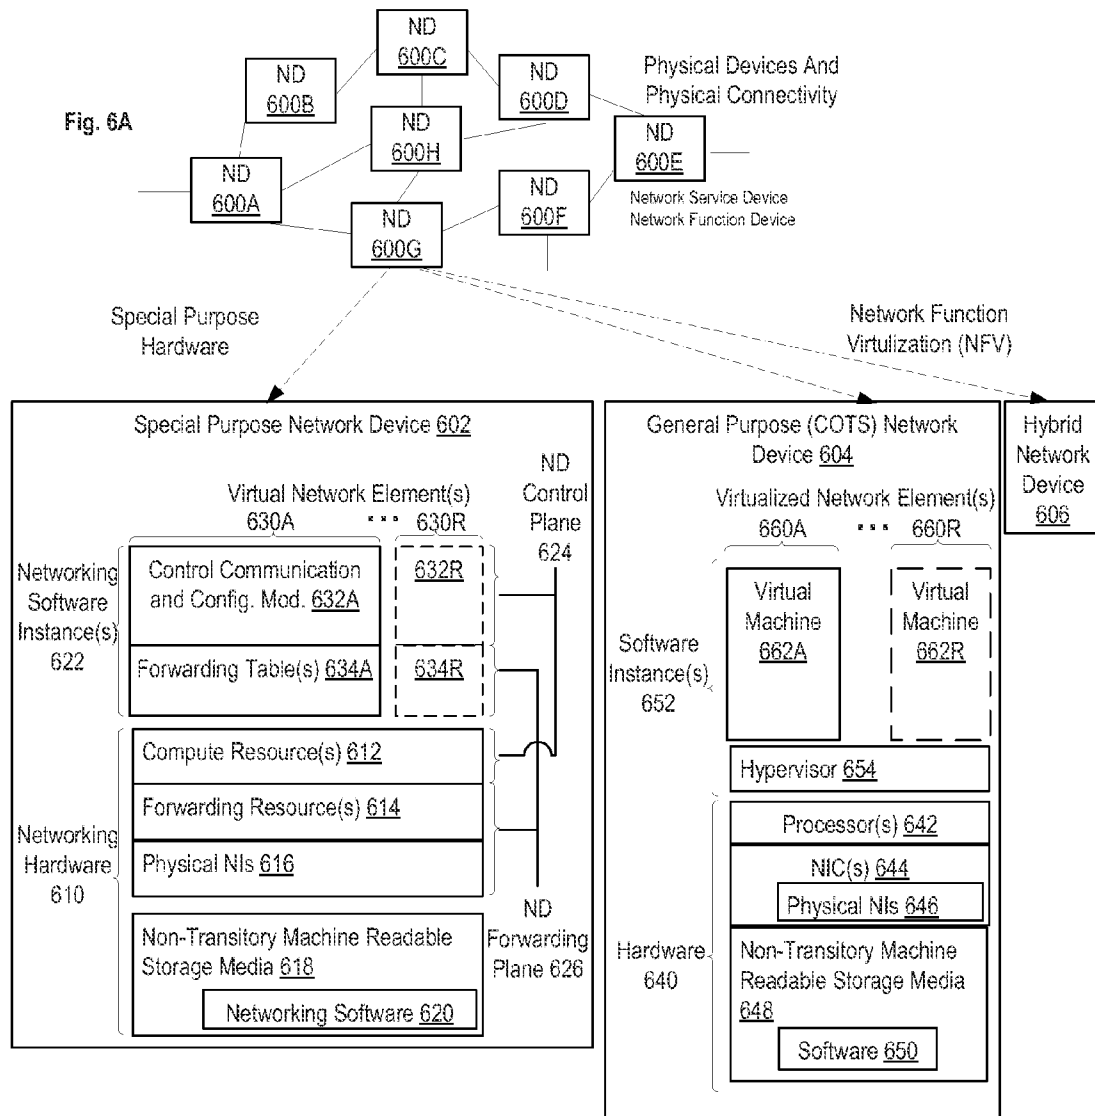 ND
600C
ND
600B
ND
600D
Physical Devices And
Physical Connectivity
Fig. 6A
ND
600H
ND
600E
ND
600A
Network Service Device
Network Function Device
ND
600F
ND
600G
Special Purpose
Hardware
Network Function
Virtulization (NFV)
Special Purpose Network Device 602
ND
Control
Plane
624
Virtual Network Element(s)
630A
630R
Networking
Software
Instance(s)
622
Control Communication
and Config. Mod. 632A
632R
Forwarding Table(s) 634A
634R
Networking
Hardware
610
Compute Resource(s) 612
Forwarding Resource(s) 614
Physical NIs 616
ND
Forwarding
Plane 626
Non-Transitory Machine Readable
Storage Media 618
Networking Software 620
General Purpose (COTS) Network
Device 604
Virtualized Network Element(s)
660A
660R
Software
Instance(s)
652
Virtual
Machine
662A
Virtual
Machine
662R
Hypervisor 654
Hardware
640
Processor(s) 642
NIC(s) 644
Physical NIs 646
Non-Transitory Machine
Readable Storage Media
648
Software 650
Hybrid
Network
Device
606